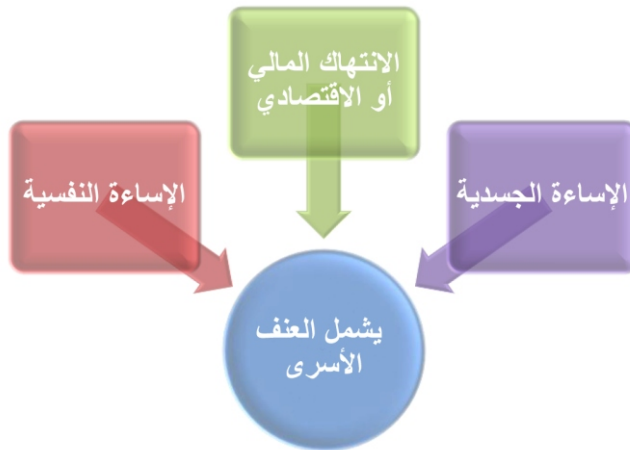 الانتهاك المالي
أو الاقتصادي
الإساءة الجسدية
الإساءة النفسية
يشمل العنف
الأسرى